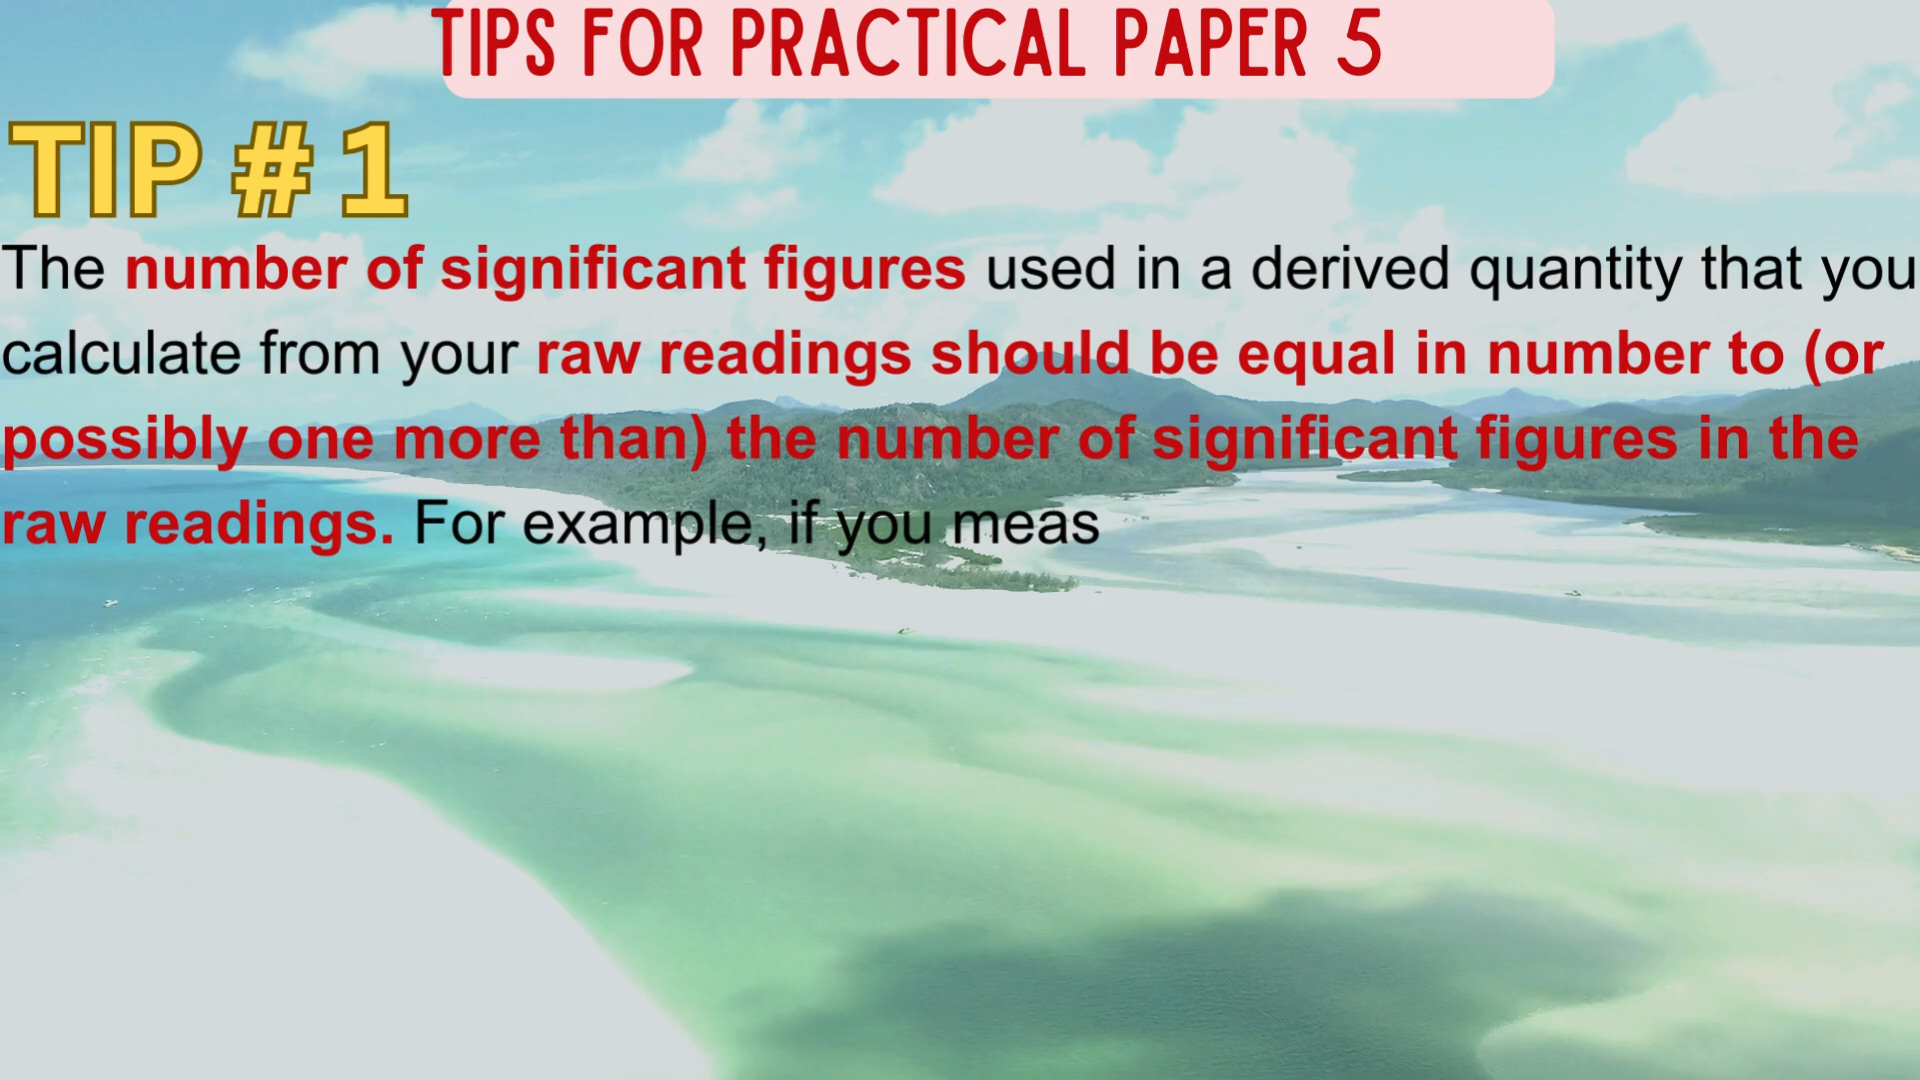 TIPS FOR PRACTICAL PAPER 5
TIP #1
The number of significant figures used in a derived quantity that you
calculate from your raw readings should be equal in number to (or
possibly one more than) the number of significant figures in the
raw readings. For example, if you meas